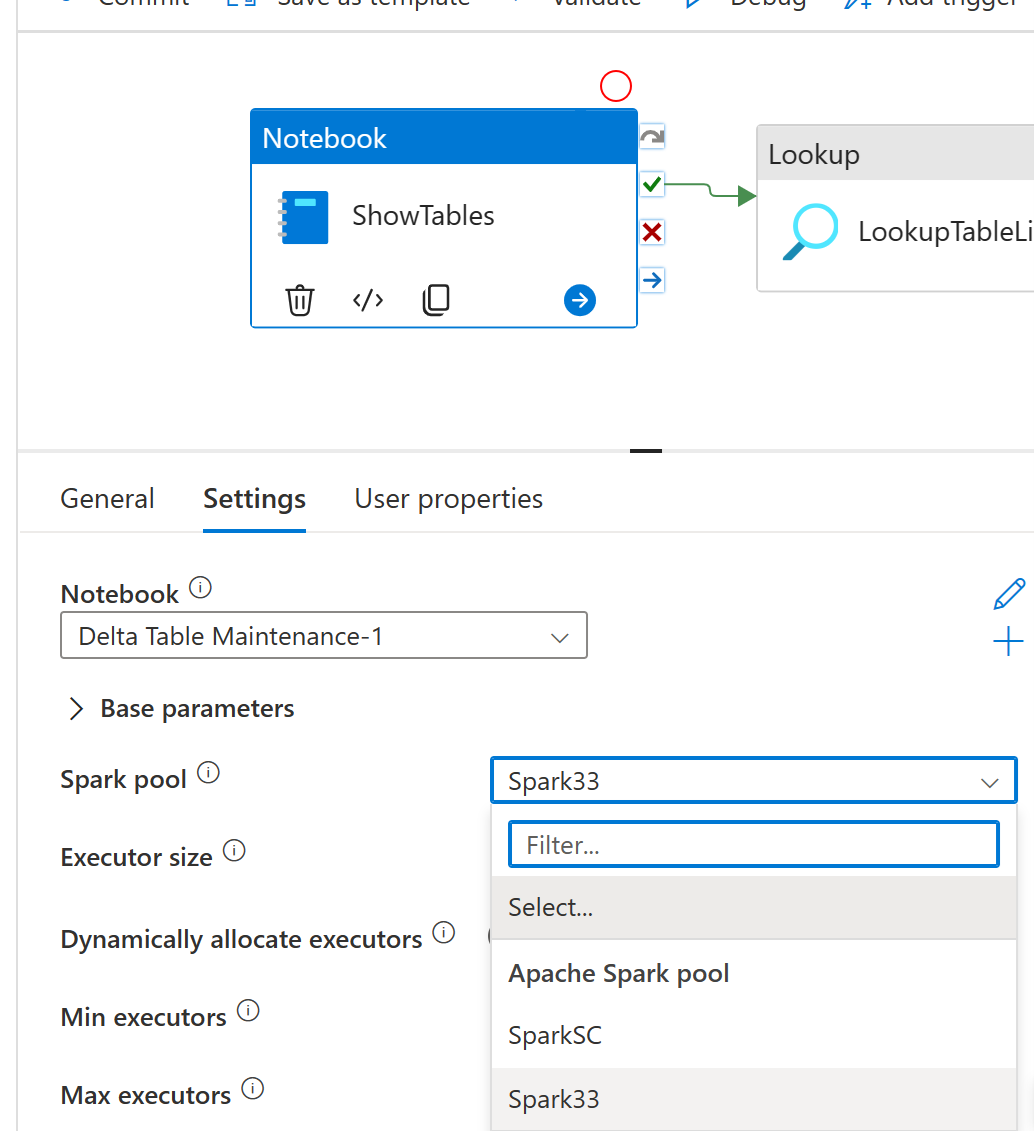 Commit Save as template Validate Debug Add trigger
Notebook
Lookup
ShowTables
LookupTableLi
General Settings User properties
Notebook
Delta Table Maintenance-1
Base parameters
Spark pool
Spark33
Filter...
Executor size
Select...
Dynamically allocate executors
Apache Spark pool
Min executors
SparkSC
Max executors
Spark33